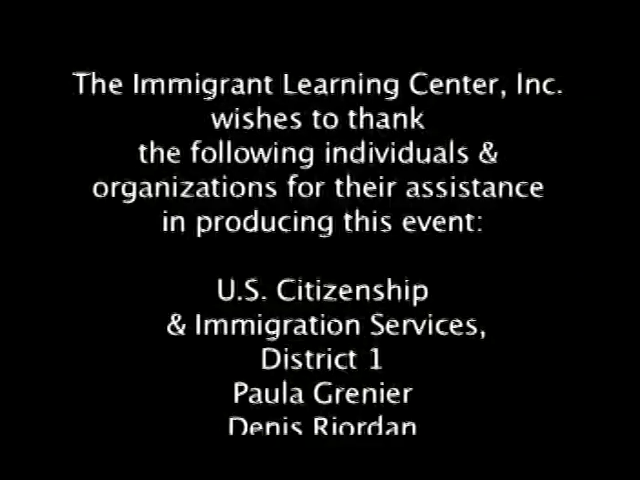 The Immigrant Learning Center, Inc.
wishes to thank
the following individuals &
organizations for their assistance
in producing this event:
U.S. Citizenship
& Immigration Services,
District 1
Paula Grenier
Denis Riordan